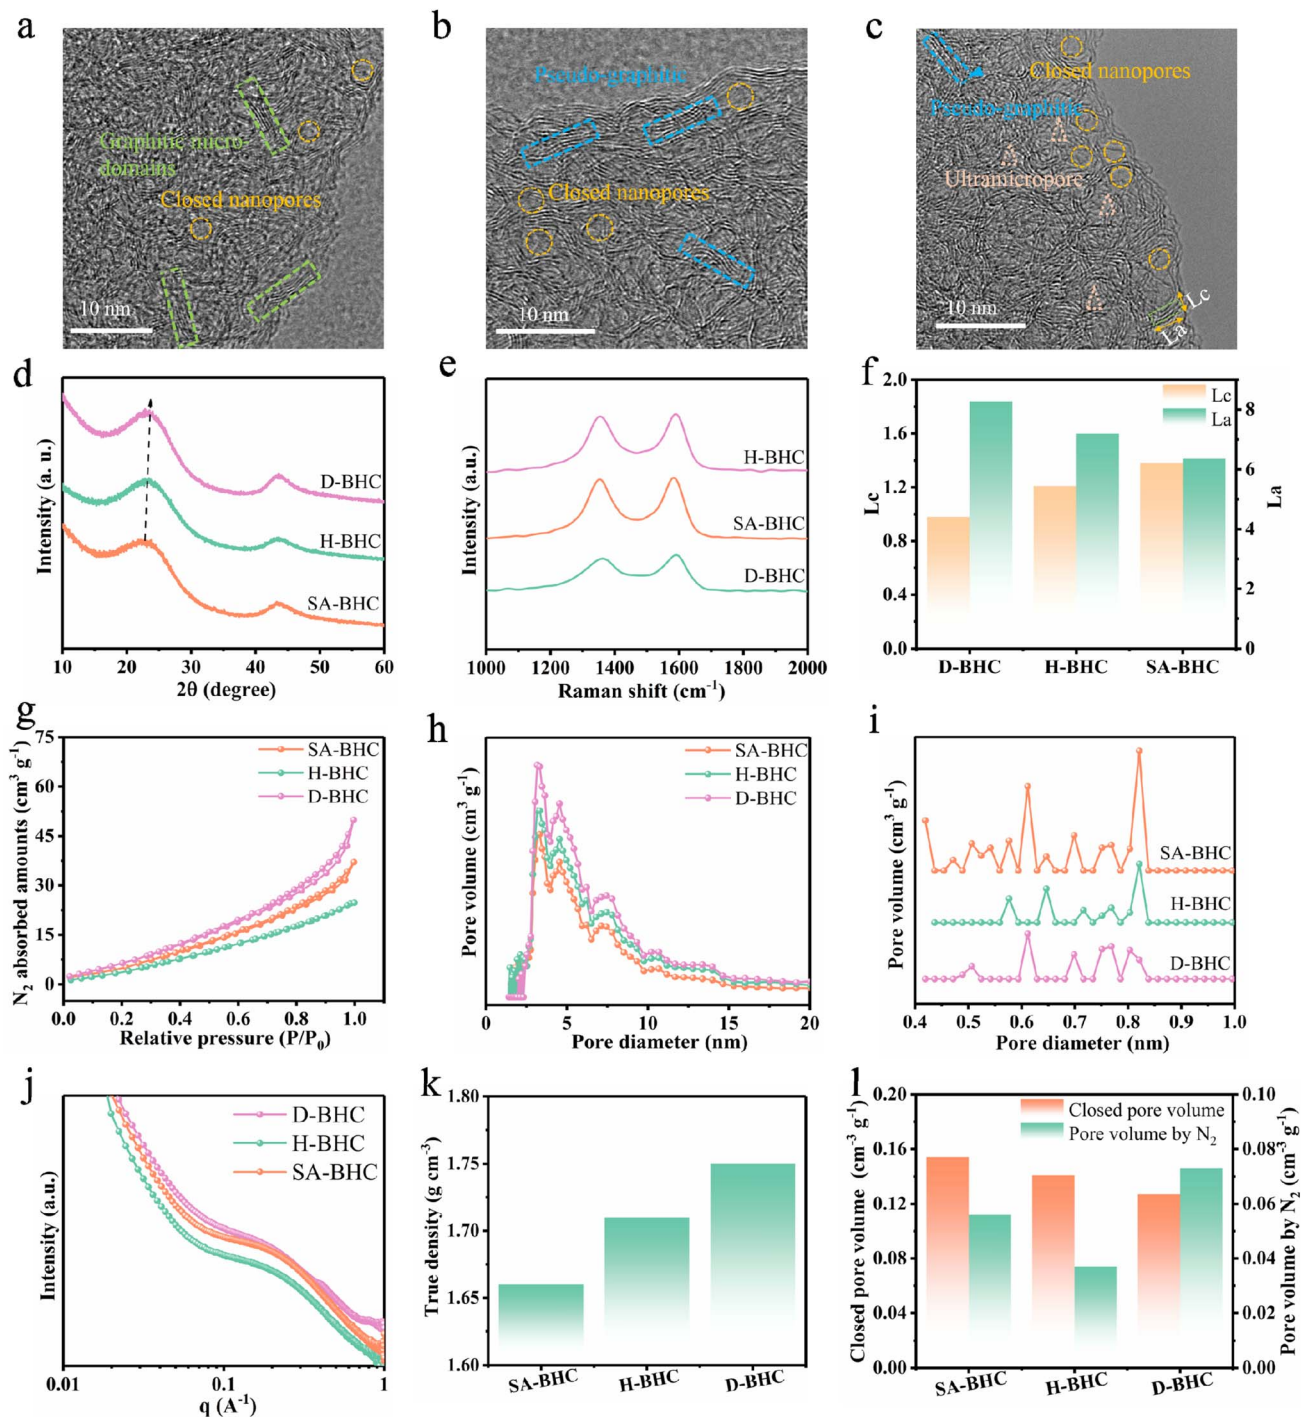 a
Graphitic micro-
domains
Closed nanopores
10 nm
b
Pseudo-graphitic
Closed nanopores
10 nm
c
Closed nanopores
Pseudo-graphitic
Ultramicropore
10 nm
Lc
La
d
Intensity (a. u.)
D-BHC
H-BHC
SA-BHC
10 20 30 40 50 60
2θ (degree)
e
Intensity (a.u.)
H-BHC
SA-BHC
D-BHC
1000 1200 1400 1600 1800 2000
Raman shift (cm⁻¹)
f
Lc
2.0
1.6
1.2
0.8
0.4
0.0
Lc
La
8
6
4
2
0
La
D-BHC H-BHC SA-BHC
g
N₂ absorbed amounts (cm³ g⁻¹)
75
60
45
30
15
0
SA-BHC
H-BHC
D-BHC
0.0 0.2 0.4 0.6 0.8 1.0
Relative pressure (P/P₀)
h
Pore volume (cm³ g⁻¹)
SA-BHC
H-BHC
D-BHC
0 5 10 15 20
Pore diameter (nm)
i
Pore volume (cm³ g⁻¹)
SA-BHC
H-BHC
D-BHC
0.4 0.5 0.6 0.7 0.8 0.9 1.0
Pore diameter (nm)
j
Intensity (a.u.)
D-BHC
H-BHC
SA-BHC
0.01 0.1 1
q (A⁻¹)
k
True density (g cm⁻³)
1.80
1.75
1.70
1.65
1.60
SA-BHC H-BHC D-BHC
l
Closed pore volume (cm⁻³ g⁻¹)
0.20
0.16
0.12
0.08
0.04
0.00
Closed pore volume
Pore volume by N₂
0.10
0.08
0.06
0.04
0.02
0.00
Pore volume by N₂ (cm⁻³ g⁻¹)
SA-BHC H-BHC D-BHC